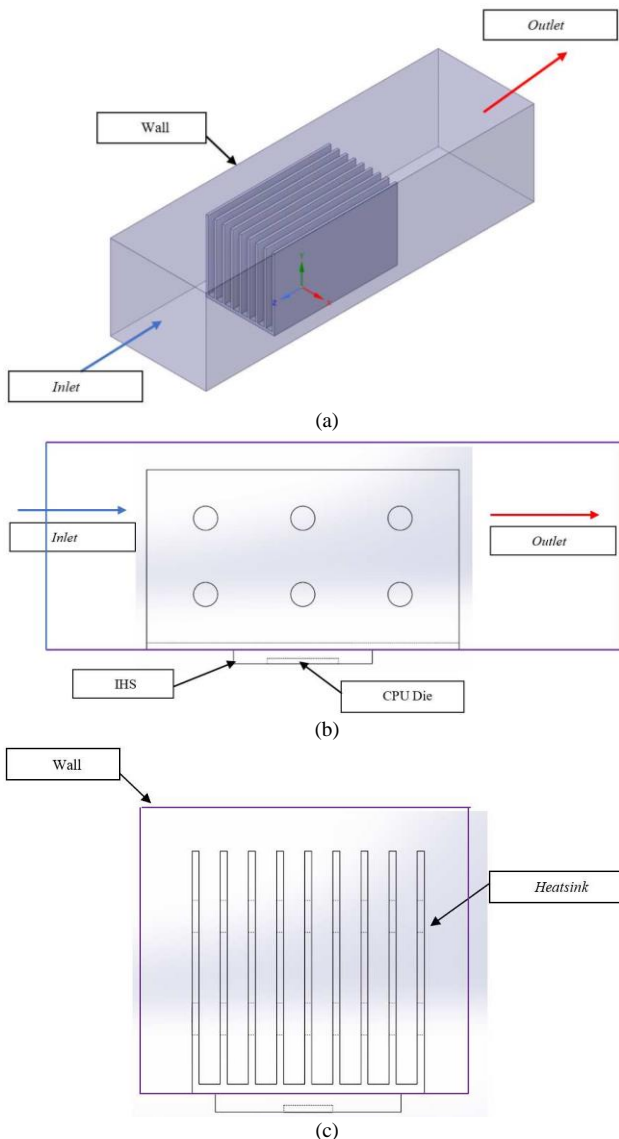 Outlet
Wall
Y
Z
X
Inlet
(a)
Inlet
Outlet
IHS
CPU Die
(b)
Wall
Heatsink
(c)